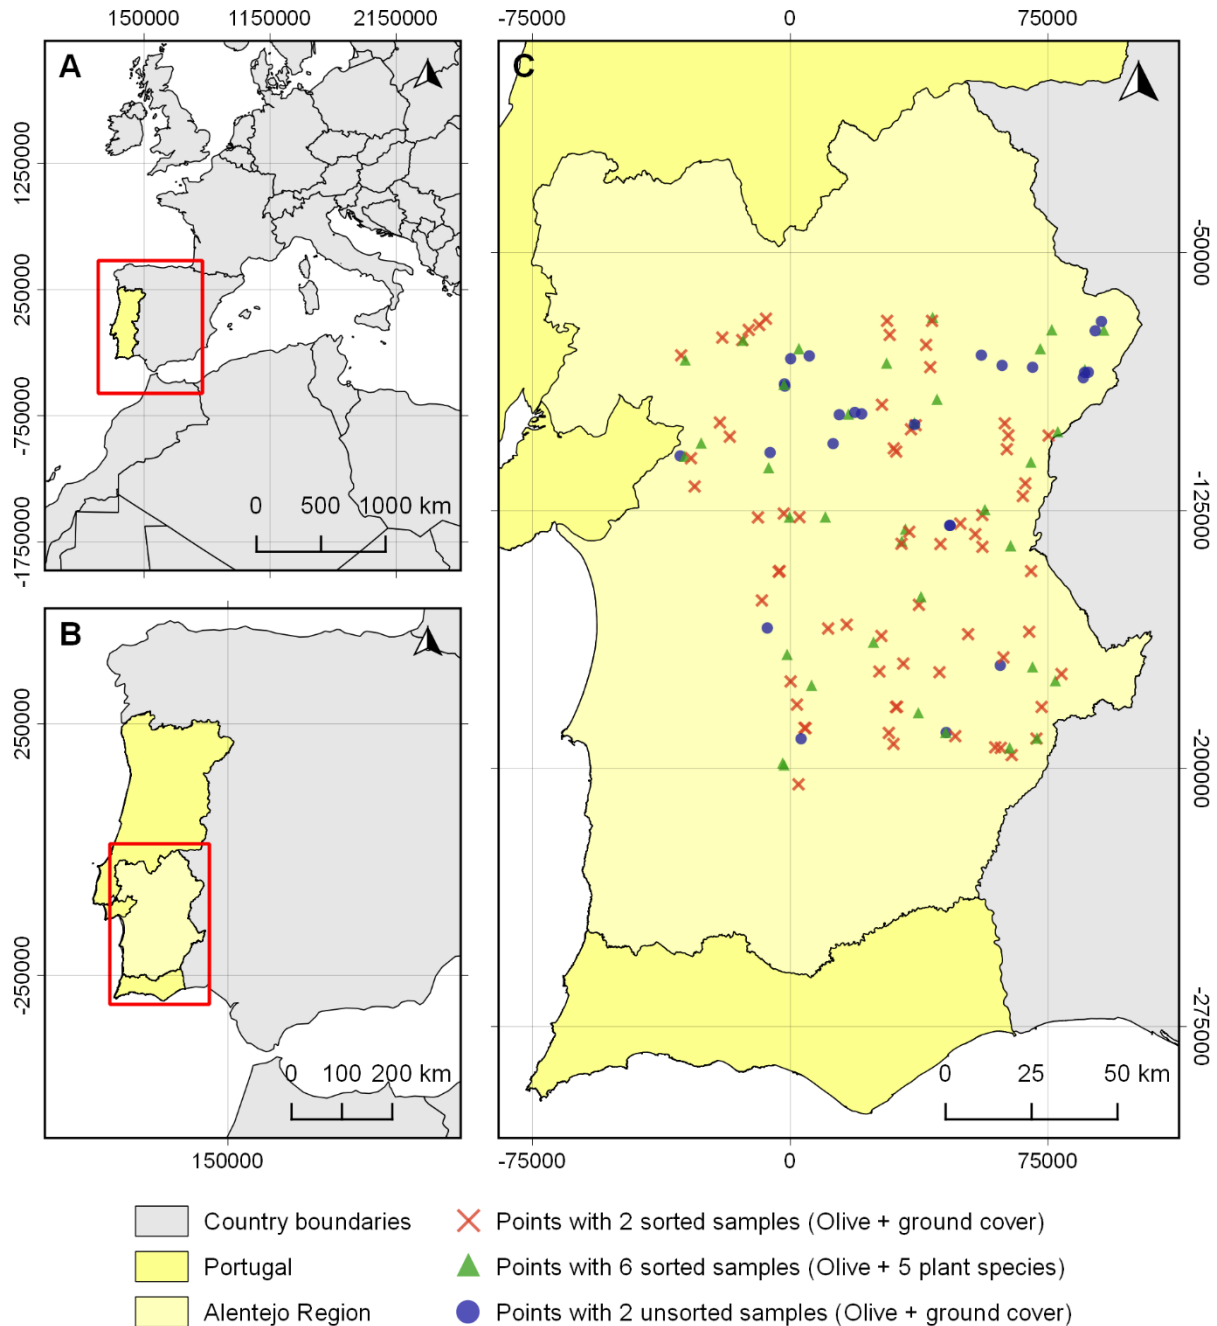 150000 1150000 2150000
-75000 0 75000
A
C
1250000
250000
-750000
-1750000
0 500 1000 km
B
250000
-250000
0 100 200 km
150000
-50000
-125000
-200000
-275000
0 25 50 km
-75000 0 75000
Country boundaries
Points with 2 sorted samples (Olive + ground cover)
Portugal
Points with 6 sorted samples (Olive + 5 plant species)
Alentejo Region
Points with 2 unsorted samples (Olive + ground cover)